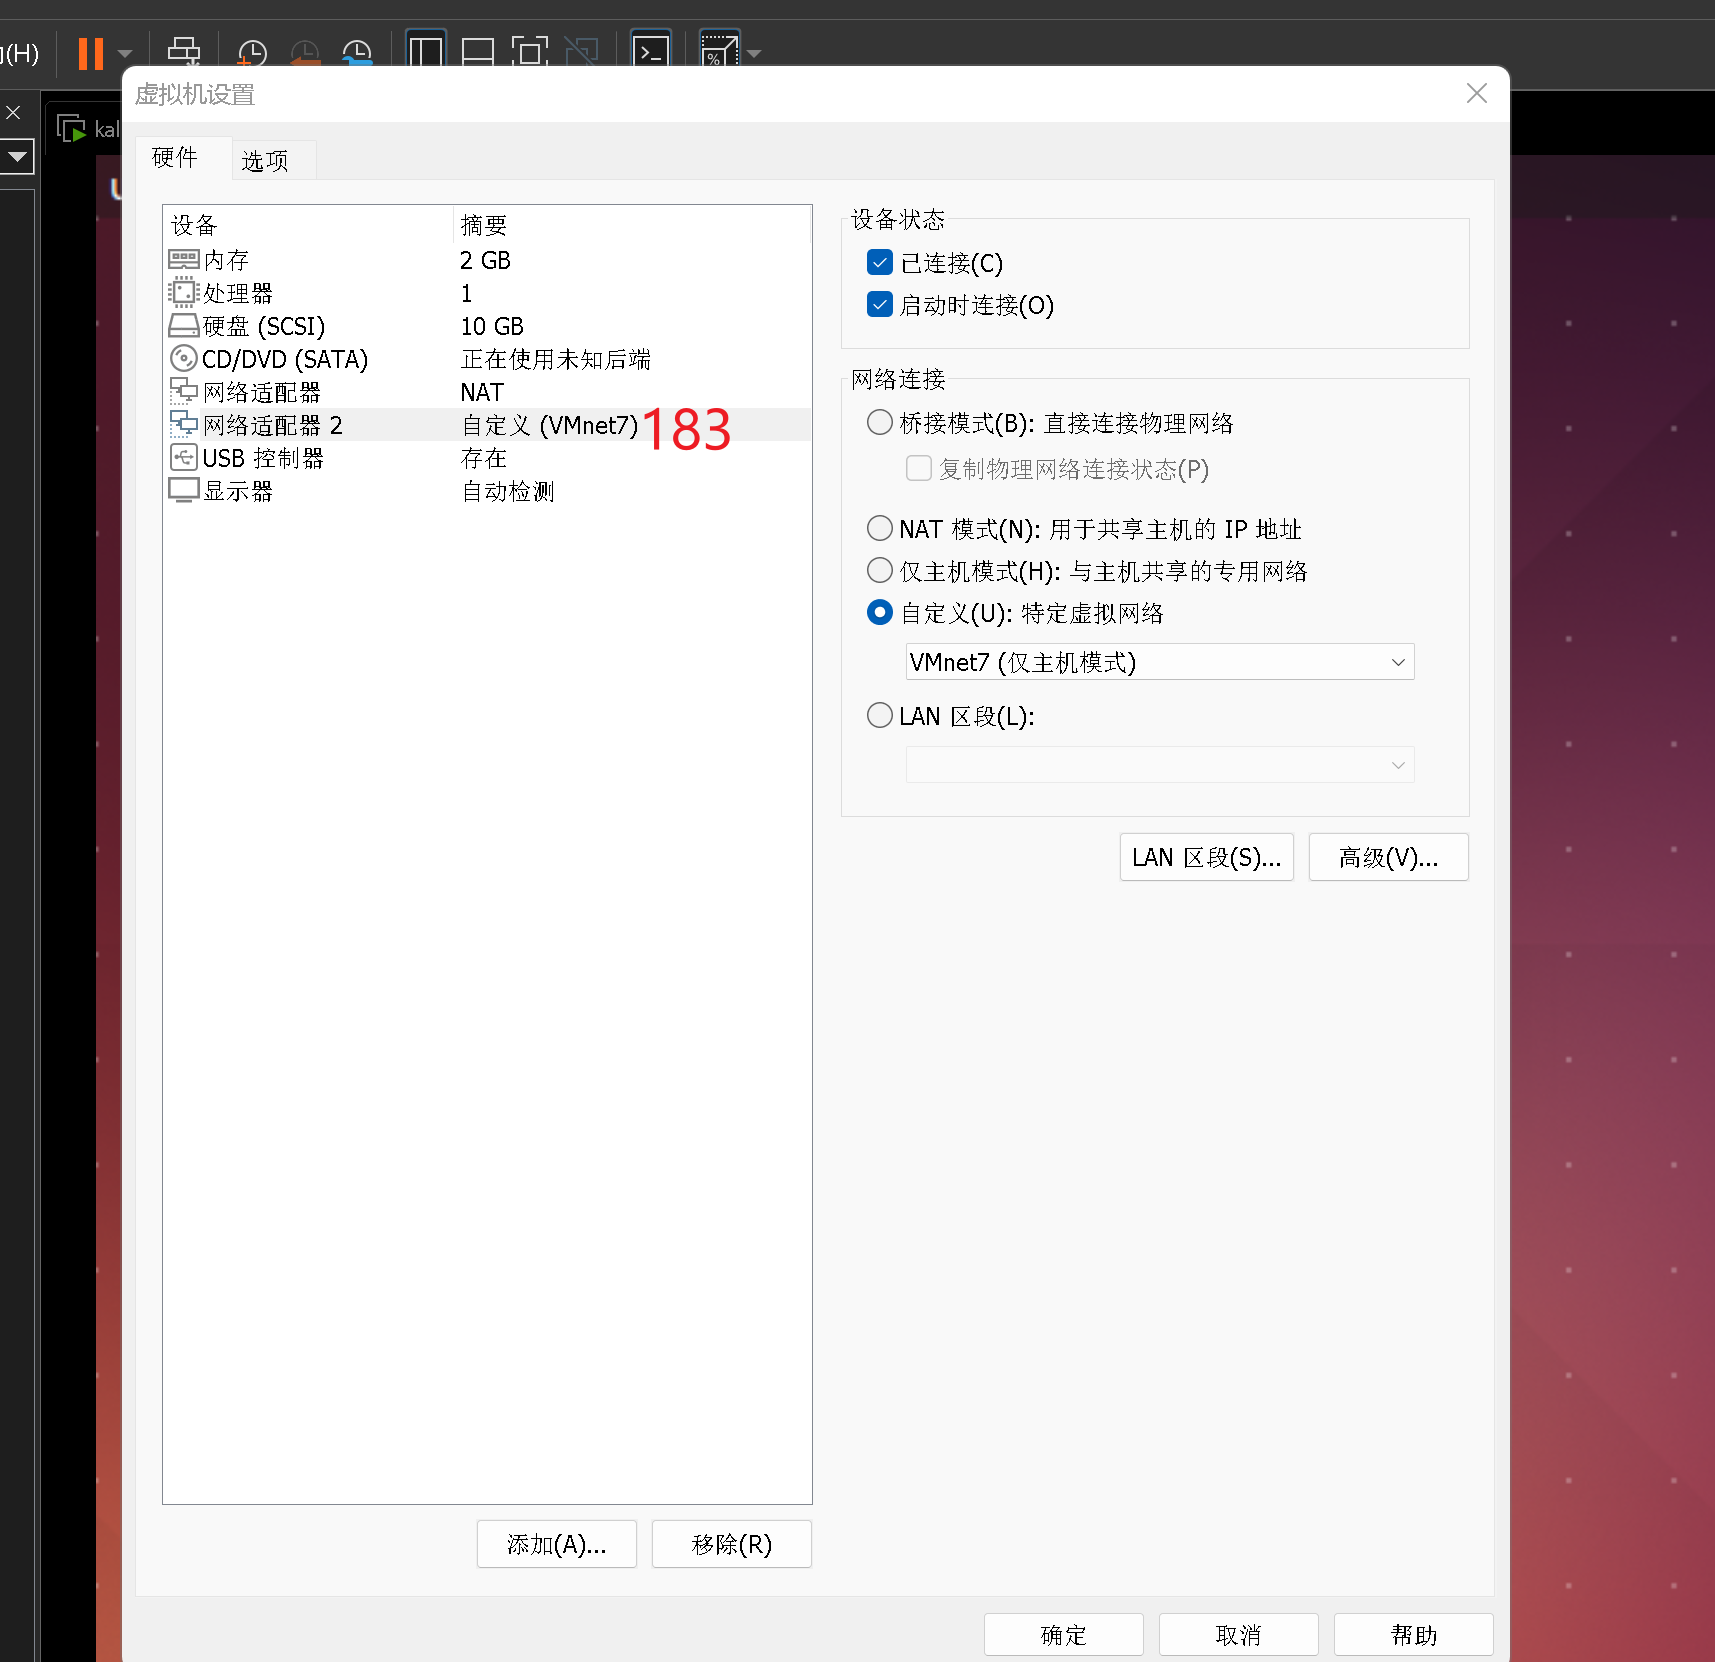 (H)
虚拟机设置
kal
硬件
选项
设备 摘要
内存 2 GB
处理器 1
硬盘 (SCSI) 10 GB
CD/DVD (SATA) 正在使用未知后端
网络适配器 NAT
网络适配器 2 自定义 (VMnet7) 183
USB 控制器 存在
显示器 自动检测
设备状态
已连接(C)
启动时连接(O)
网络连接
桥接模式(B): 直接连接物理网络
复制物理网络连接状态(P)
NAT 模式(N): 用于共享主机的 IP 地址
仅主机模式(H): 与主机共享的专用网络
自定义(U): 特定虚拟网络
VMnet7 (仅主机模式)
LAN 区段(L):
LAN 区段(S)...
高级(V)...
添加(A)...
移除(R)
确定
取消
帮助